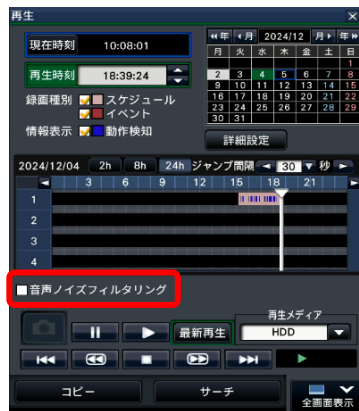 再生 ×
年 月 2024/12 月 年
現在時刻 10:08:01
月 火 水 木 金 土 日
1
再生時刻 18:39:24
2 3 4 5 6 7 8
9 10 11 12 13 14 15
録画種別 スケジュール
16 17 18 19 20 21 22
イベント
23 24 25 26 27 28 29
30 31
情報表示 動作検知
詳細設定
2024/12/04 2h 8h 24h ジャンプ間隔 30 秒
3 6 9 12 15 18 21
1
2
3
4
音声ノイズフィルタリング
再生メディア
最新再生 HDD
コピー サーチ 全画面表示